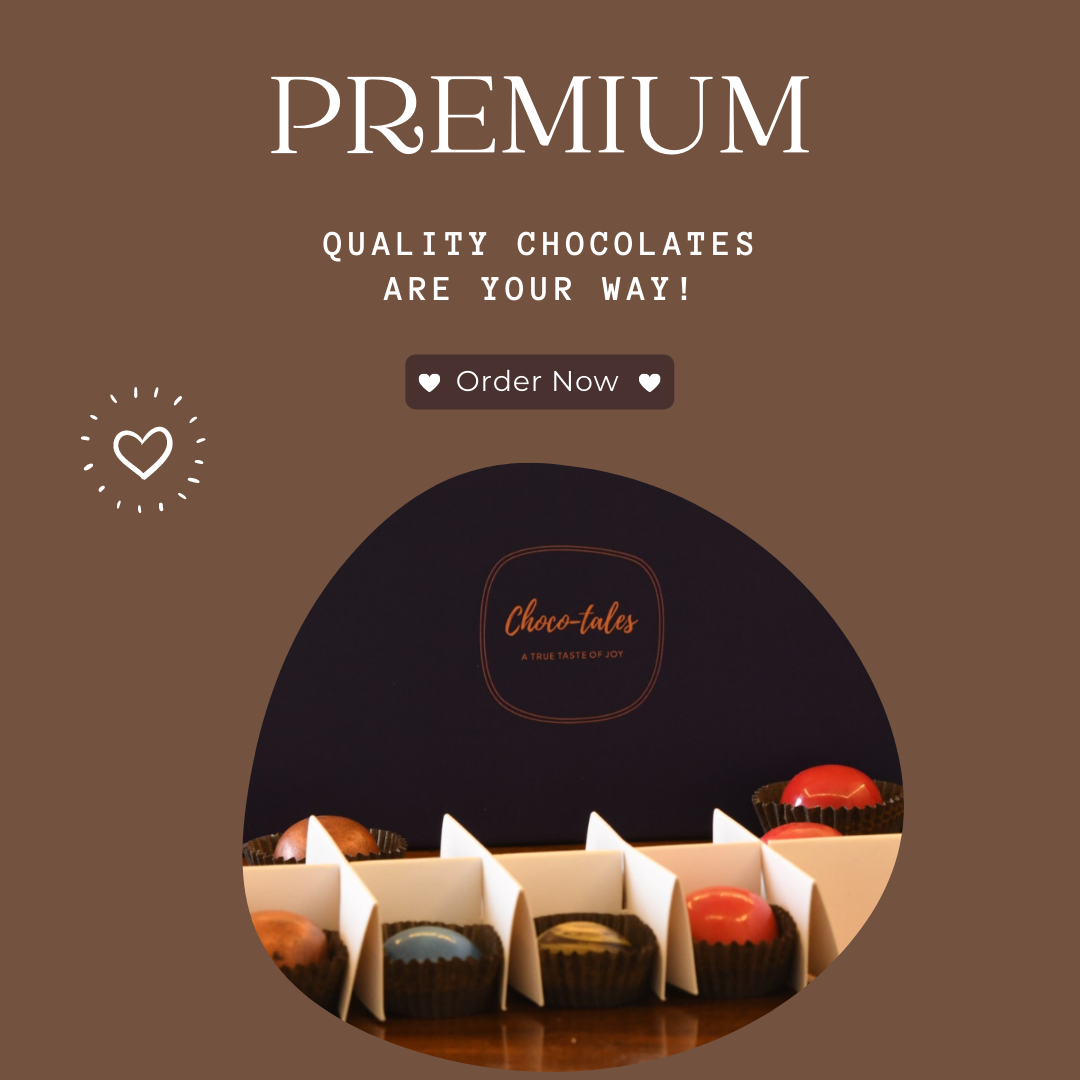 PREMIUM
QUALITY CHOCOLATES
ARE YOUR WAY!
Order Now
Choco-tales
A TRUE TASTE OF JOY